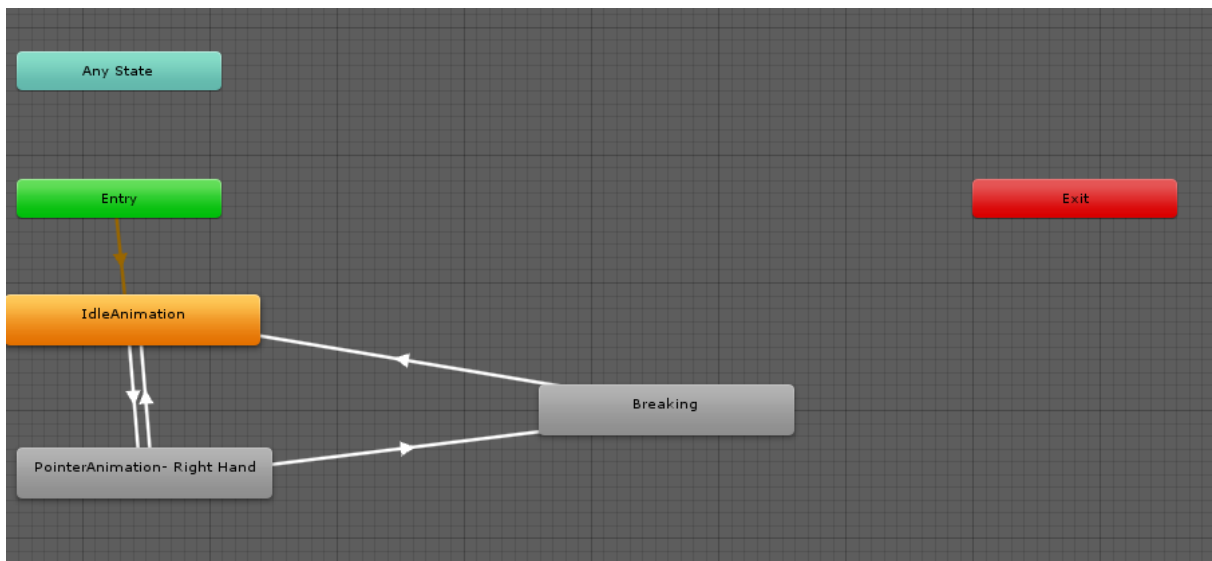 Any State
Entry
Exit
IdleAnimation
Breaking
PointerAnimation- Right Hand